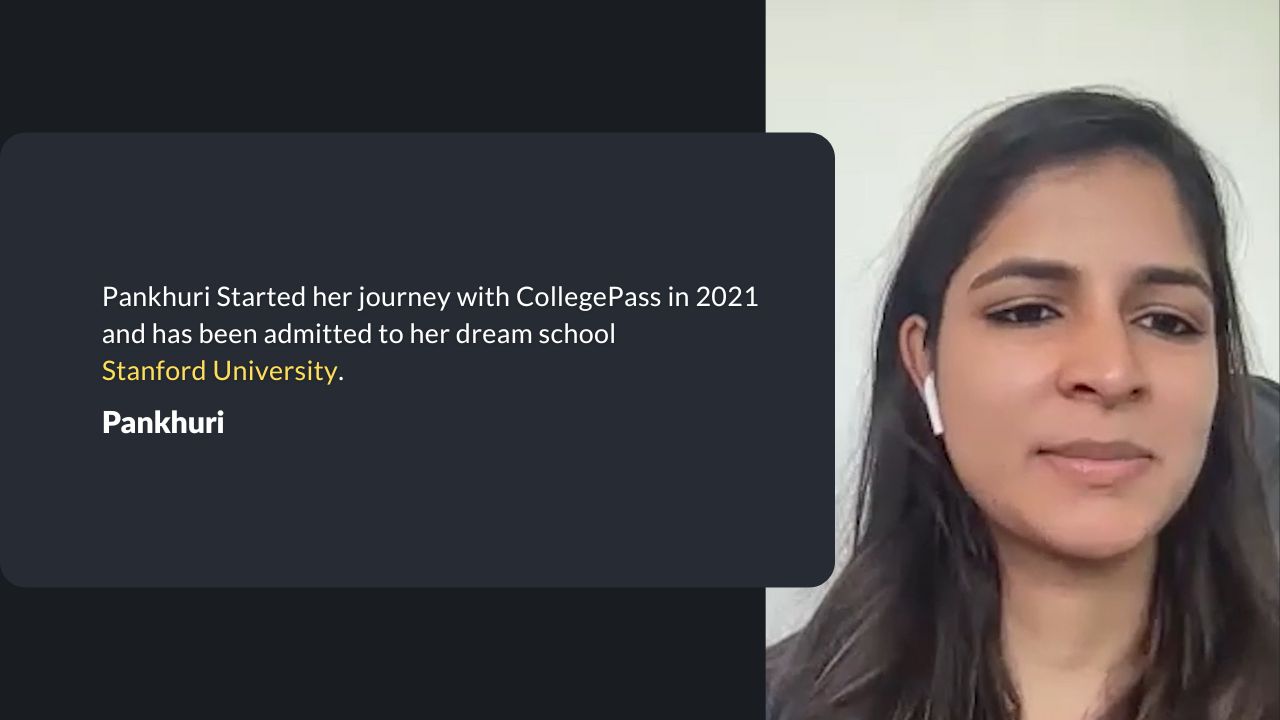 Pankhuri Started her journey with CollegePass in 2021
and has been admitted to her dream school
Stanford University.
Pankhuri